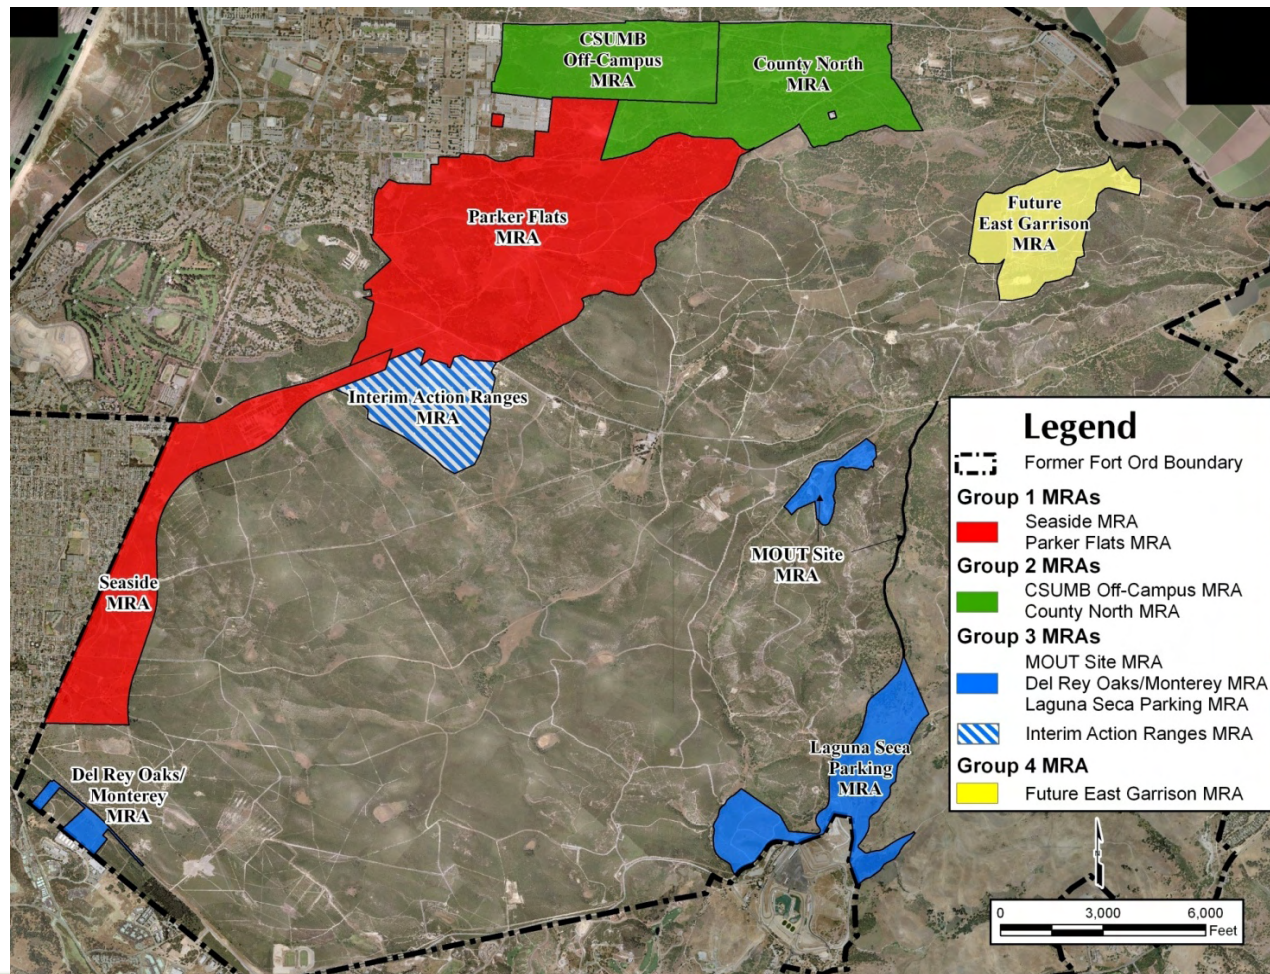 CSUMB
Off-Campus
MRA
County North
MRA
Parker Flats
MRA
Future
East Garrison
MRA
Interim Action Ranges
MRA
MOUT Site
MRA
Seaside
MRA
Laguna Seca
Parking
MRA
Del Rey Oaks/
Monterey
MRA
Legend
Former Fort Ord Boundary
Group 1 MRAs
Seaside MRA
Parker Flats MRA
Group 2 MRAs
CSUMB Off-Campus MRA
County North MRA
Group 3 MRAs
MOUT Site MRA
Del Rey Oaks/Monterey MRA
Laguna Seca Parking MRA
Interim Action Ranges MRA
Group 4 MRA
Future East Garrison MRA
0 3,000 6,000
Feet